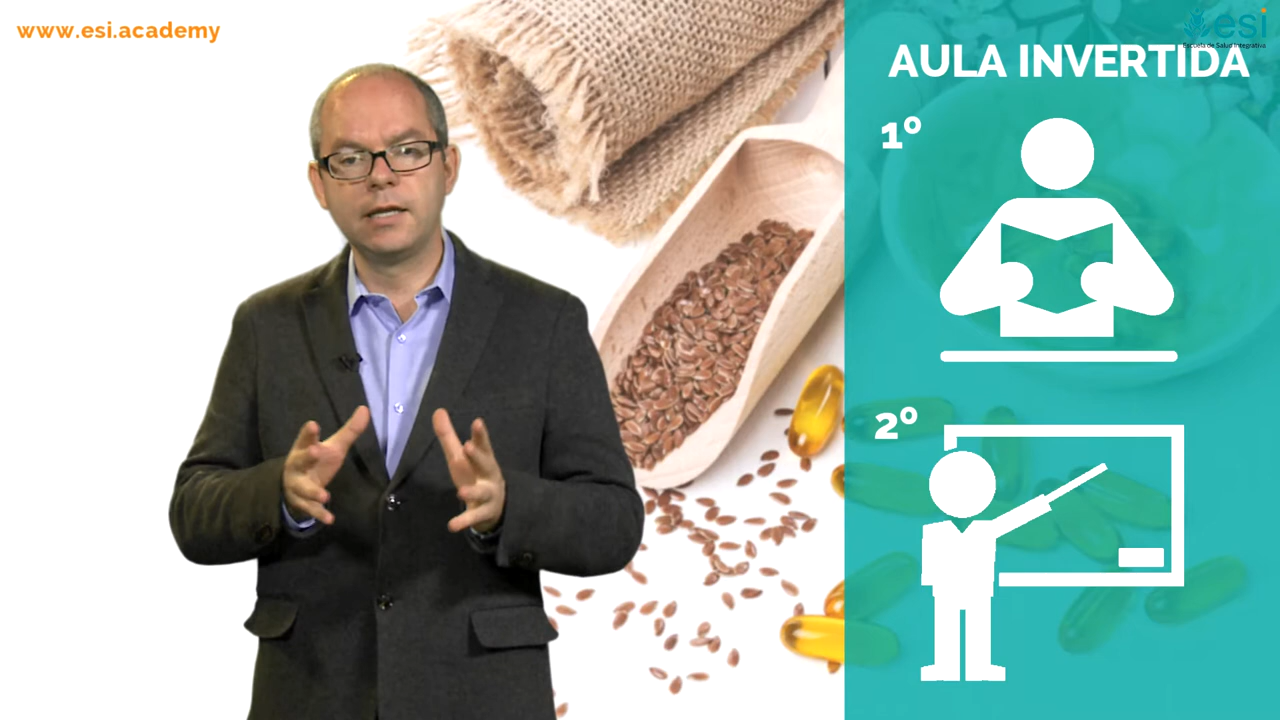 www.esi.academy
esi
Escuela de Salud Integrativa
AULA INVERTIDA
1º
2º